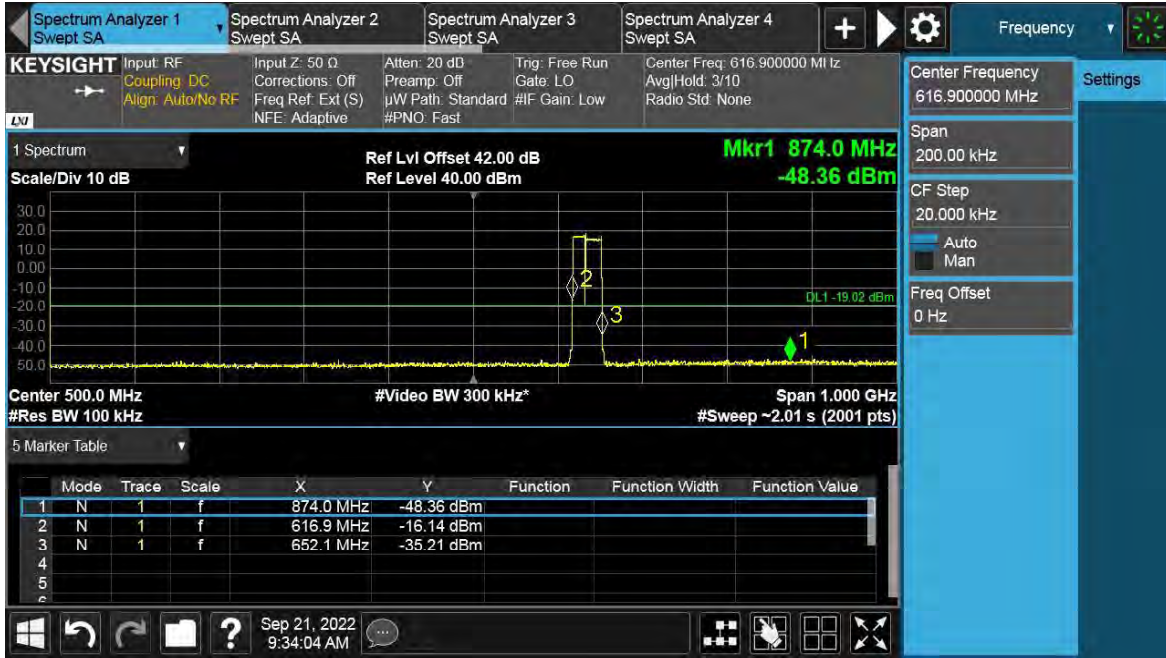 Spectrum Analyzer 1
Swept SA
Spectrum Analyzer 2
Swept SA
Spectrum Analyzer 3
Swept SA
Spectrum Analyzer 4
Swept SA
+
Frequency
KEYSIGHT
LXI
Input: RF
Coupling: DC
Align: Auto/No RF
Input Z: 50 Ω
Corrections: Off
Freq Ref: Ext (S)
NFE: Adaptive
Atten: 20 dB
Preamp: Off
µW Path: Standard
#PNO: Fast
Trig: Free Run
Gate: LO
#IF Gain: Low
Center Freq: 616.900000 MHz
Avg|Hold: 3/10
Radio Std: None
Center Frequency
616.900000 MHz
Settings
Span
200.00 kHz
CF Step
20.000 kHz
Auto
Man
Freq Offset
0 Hz
1 Spectrum
Scale/Div 10 dB
Ref Lvl Offset 42.00 dB
Ref Level 40.00 dBm
Mkr1 874.0 MHz
-48.36 dBm
30.0
20.0
10.0
0.00
-10.0
-20.0
-30.0
-40.0
50.0
2
3
1
DL1 -19.02 dBm
Center 500.0 MHz
#Res BW 100 kHz
#Video BW 300 kHz*
Span 1.000 GHz
#Sweep ~2.01 s (2001 pts)
5 Marker Table
Mode Trace Scale X Y Function Function Width Function Value
1 N 1 f 874.0 MHz -48.36 dBm
2 N 1 f 616.9 MHz -16.14 dBm
3 N 1 f 652.1 MHz -35.21 dBm
4
5
6
?
Sep 21, 2022
9:34:04 AM